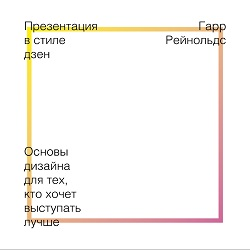 Презентация
в стиле
дзен
Гарр
Рейнольдс
Основы
дизайна
для тех,
кто хочет
выступать
лучше